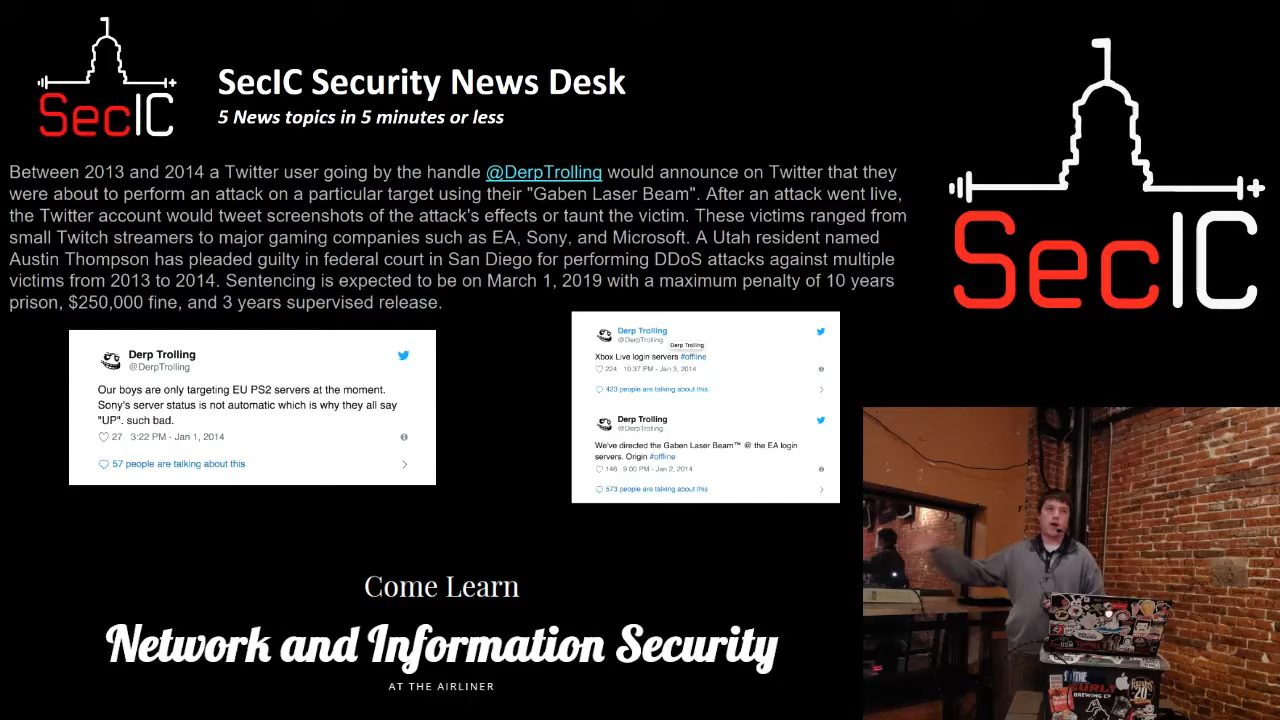 SecIC
SecIC Security News Desk
5 News topics in 5 minutes or less
SecIC
Between 2013 and 2014 a Twitter user going by the handle @DerpTrolling would announce on Twitter that they
were about to perform an attack on a particular target using their "Gaben Laser Beam". After an attack went live,
the Twitter account would tweet screenshots of the attack's effects or taunt the victim. These victims ranged from
small Twitch streamers to major gaming companies such as EA, Sony, and Microsoft. A Utah resident named
Austin Thompson has pleaded guilty in federal court in San Diego for performing DDoS attacks against multiple
victims from 2013 to 2014. Sentencing is expected to be on March 1, 2019 with a maximum penalty of 10 years
prison, $250,000 fine, and 3 years supervised release.
Derp Trolling
@DerpTrolling
Our boys are only targeting EU PS2 servers at the moment.
Sony's server status is not automatic which is why they all say
"UP". such bad.
27 3:22 PM - Jan 1, 2014
57 people are talking about this
Derp Trolling
@DerpTrolling
Derp Trolling
Xbox Live login servers #offline
224 10:37 PM - Jan 3, 2014
423 people are talking about this
Derp Trolling
@DerpTrolling
We've directed the Gaben Laser Beam™ @ the EA login
servers. Origin #offline
146 9:00 PM - Jan 2, 2014
573 people are talking about this
Come Learn
Network and Information Security
AT THE AIRLINER
THE
SURLY
BREWING CO
Founders
20